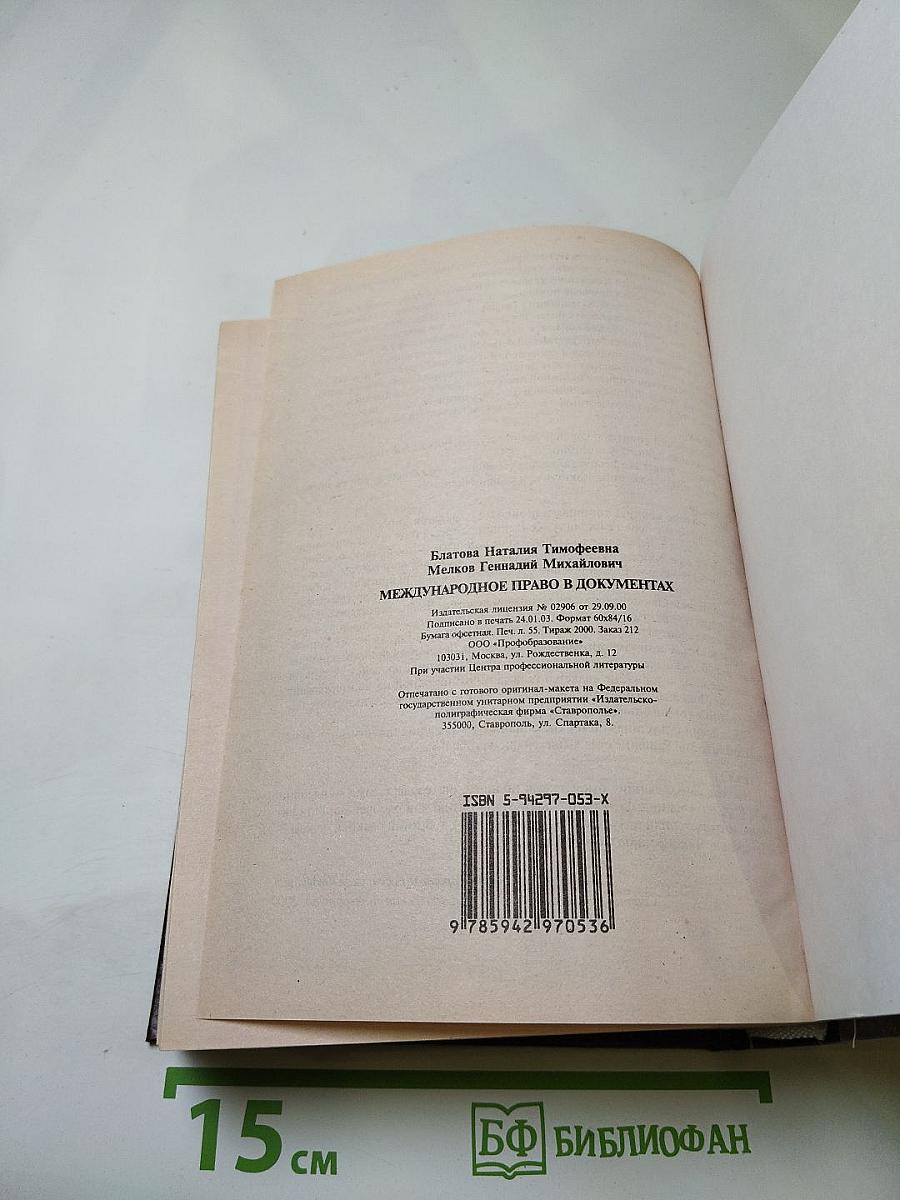 Блатова Наталия Тимофеевна
Мелков Геннадий Михайлович
МЕЖДУНАРОДНОЕ ПРАВО В ДОКУМЕНТАХ
Издательская лицензия № 02906 от 29.09.00
Подписано в печать 24.01.03. Формат 60x84/16
Бумага офсетная. Печ. л. 55. Тираж 2000. Заказ 212
ООО «Профобразование»
103031, Москва, ул. Рождественка, д. 12
При участии Центра профессиональной литературы
Отпечатано с готового оригинал-макета на Федеральном
государственном унитарном предприятии «Издательско-
полиграфическая фирма «Ставрополье».
355000, Ставрополь, ул. Спартака, 8.
ISBN 5-94297-053-X
9 785942 970536
15 см
БФ БИБЛИОФАН